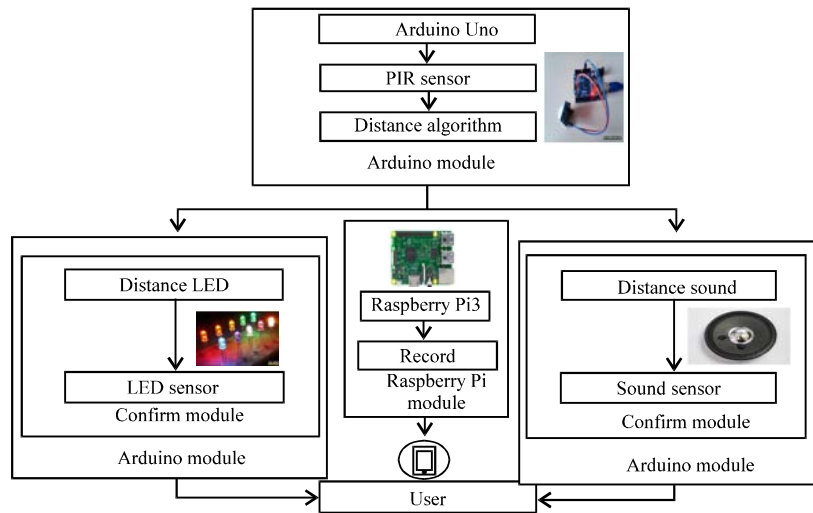 Arduino Uno
PIR sensor
Distance algorithm
Arduino module
Distance LED
LED sensor
Confirm module
Arduino module
Raspberry Pi3
Record
Raspberry Pi
module
Distance sound
Sound sensor
Confirm module
Arduino module
User